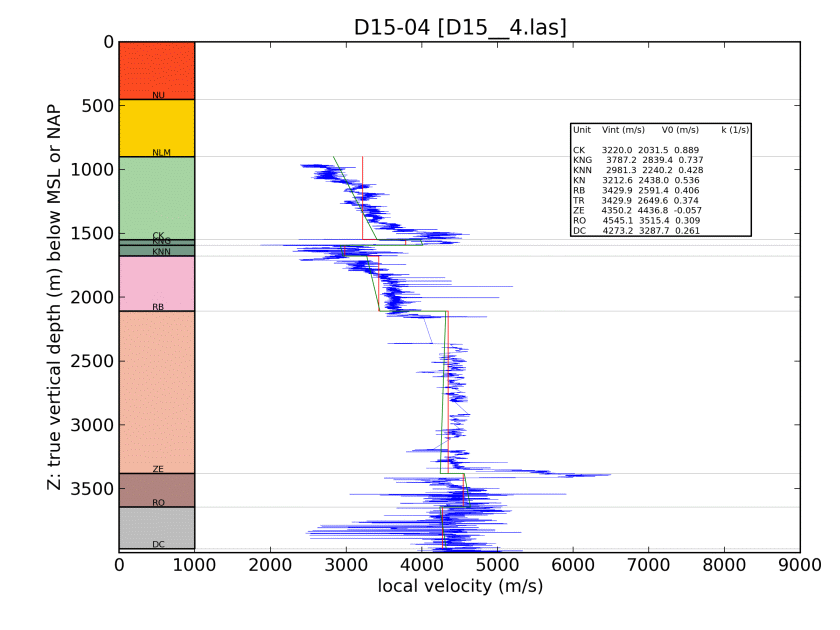 D15-04 [D15__4.las]
Z: true vertical depth (m) below MSL or NAP
0
500
1000
1500
2000
2500
3000
3500
NU
NLM
CK
KNG
KNN
RB
ZE
RO
DC
Unit Vint (m/s) V0 (m/s) k (1/s)
CK 3220.0 2031.5 0.889
KNG 3787.2 2839.4 0.737
KNN 2981.3 2240.2 0.428
KN 3212.6 2438.0 0.536
RB 3429.9 2591.4 0.406
TR 3429.9 2649.6 0.374
ZE 4350.2 4436.8 -0.057
RO 4545.1 3515.4 0.309
DC 4273.2 3287.7 0.261
0 1000 2000 3000 4000 5000 6000 7000 8000 9000
local velocity (m/s)